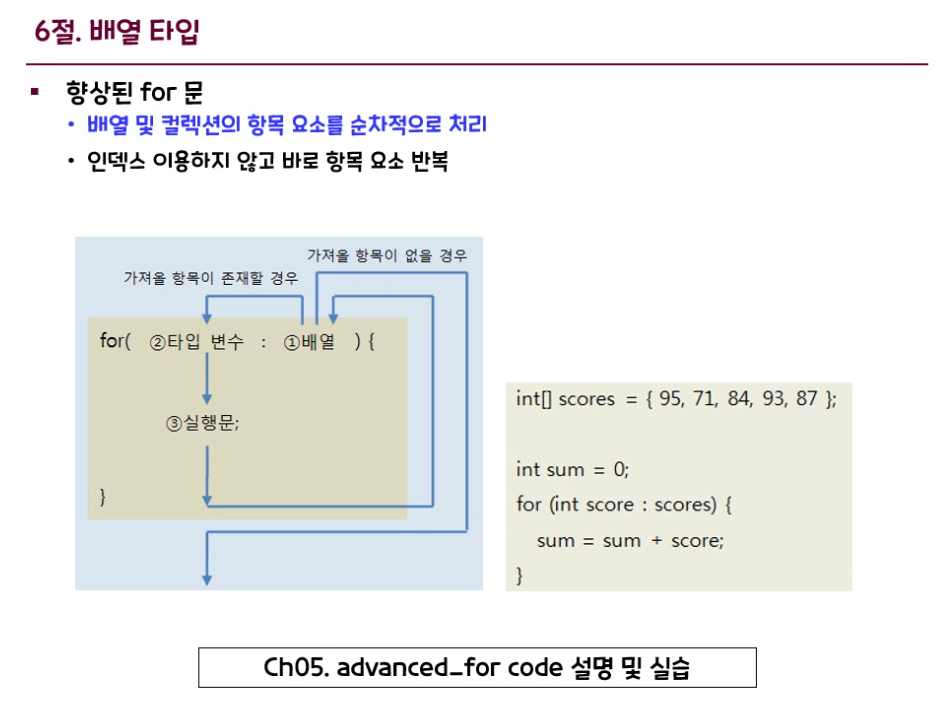 6절. 배열 타입
▪ 향상된 for 문
• 배열 및 컬렉션의 항목 요소를 순차적으로 처리
• 인덱스 이용하지 않고 바로 항목 요소 반복
가져올 항목이 없을 경우
가져올 항목이 존재할 경우
for( ②타입 변수 : ①배열 ) {
③실행문;
}
int[] scores = { 95, 71, 84, 93, 87 };
int sum = 0;
for (int score : scores) {
sum = sum + score;
}
Ch05. advanced_for code 설명 및 실습